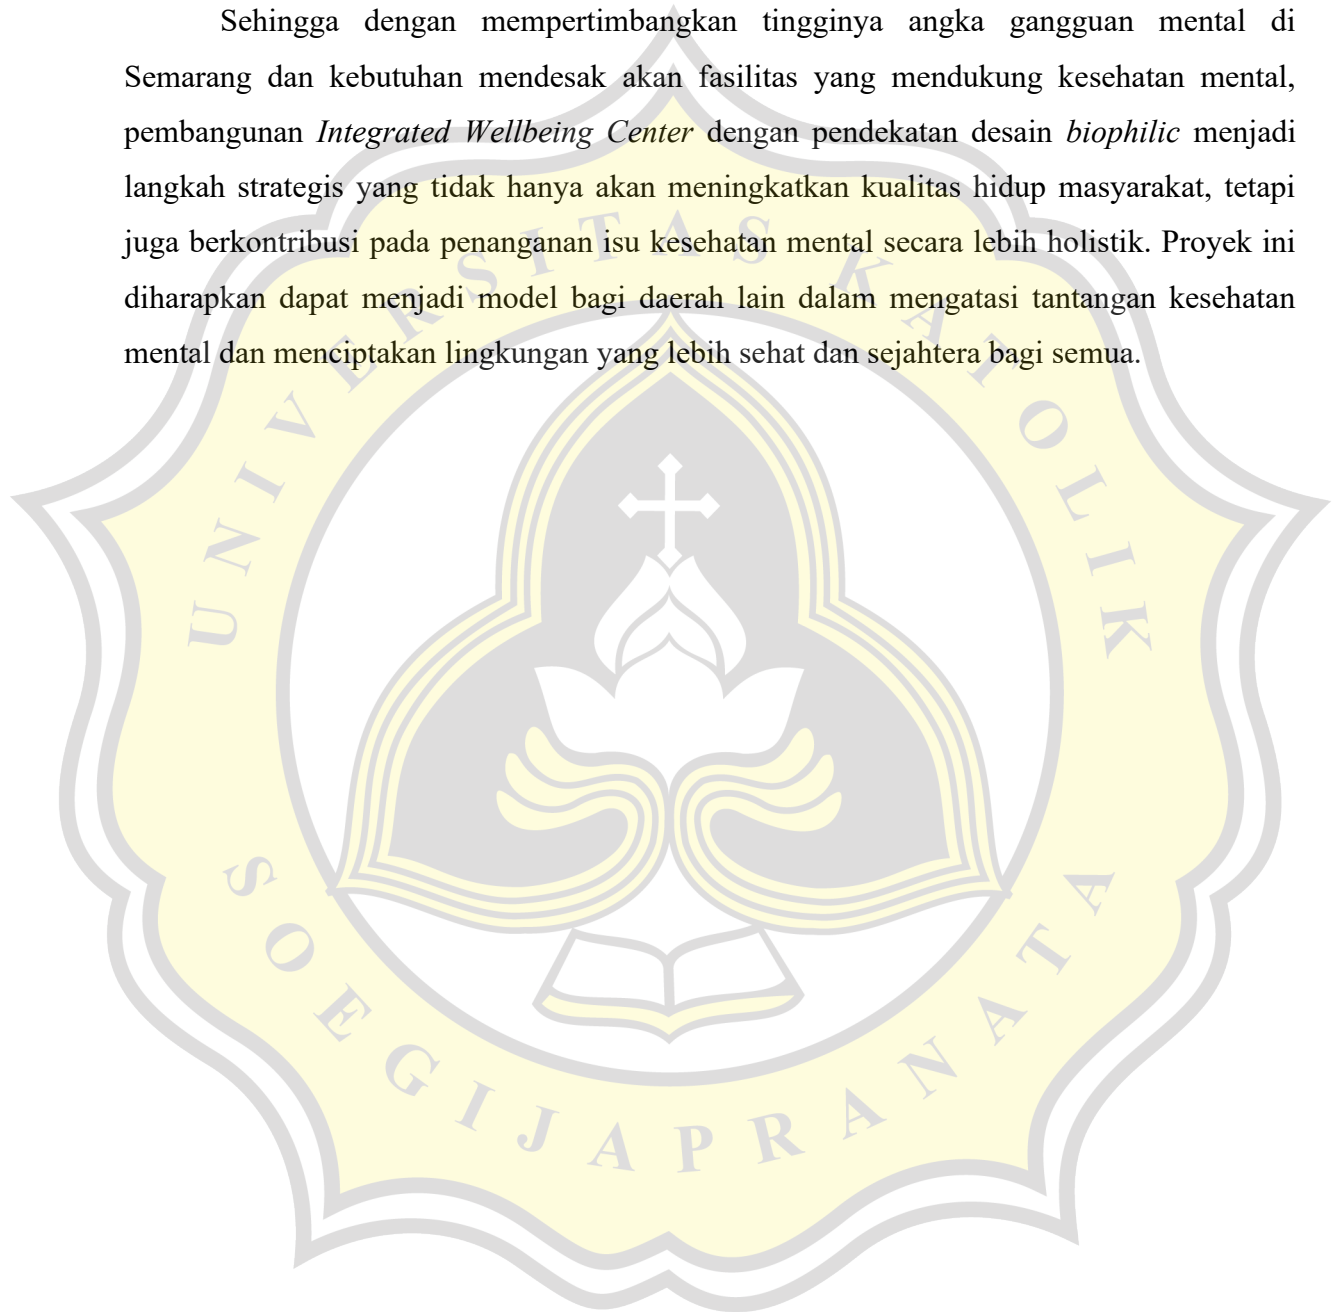 Sehingga dengan mempertimbangkan tingginya angka gangguan mental di
Semarang dan kebutuhan mendesak akan fasilitas yang mendukung kesehatan mental,
pembangunan Integrated Wellbeing Center dengan pendekatan desain biophilic menjadi
langkah strategis yang tidak hanya akan meningkatkan kualitas hidup masyarakat, tetapi
juga berkontribusi pada penanganan isu kesehatan mental secara lebih holistik. Proyek ini
diharapkan dapat menjadi model bagi daerah lain dalam mengatasi tantangan kesehatan
mental dan menciptakan lingkungan yang lebih sehat dan sejahtera bagi semua.
UNIVERSITAS KATOLIK
SOEGIJAPRANATA